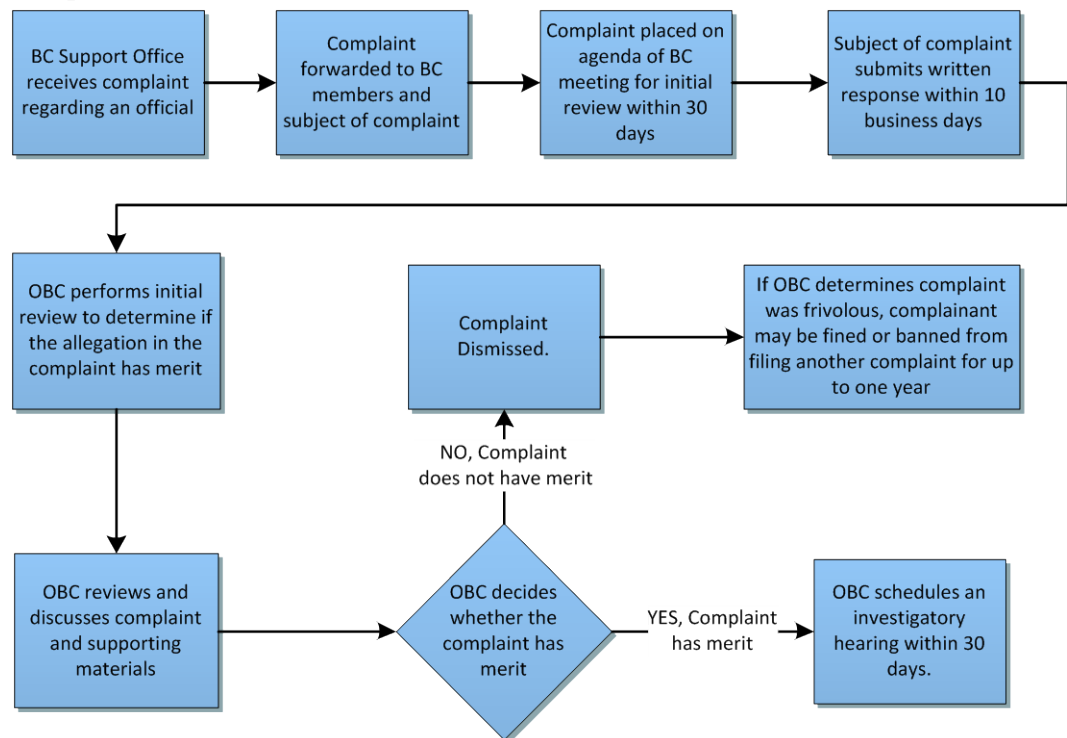 BC Support Office
receives complaint
regarding an official
Complaint
forwarded to BC
members and
subject of complaint
Complaint placed on
agenda of BC
meeting for initial
review within 30
days
Subject of complaint
submits written
response within 10
business days
OBC performs initial
review to determine if
the allegation in the
complaint has merit
Complaint
Dismissed.
If OBC determines complaint
was frivolous, complainant
may be fined or banned from
filing another complaint for up
to one year
NO, Complaint
does not have merit
OBC reviews and
discusses complaint
and supporting
materials
OBC decides
whether the
complaint has
merit
YES, Complaint
has merit
OBC schedules an
investigatory
hearing within 30
days.